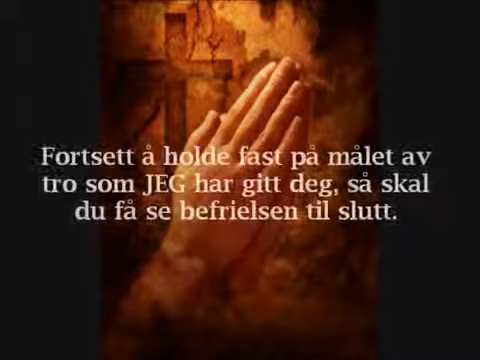 Fortsett å holde fast på målet av
tro som JEG har gitt deg, så skal
du få se befrielsen til slutt.